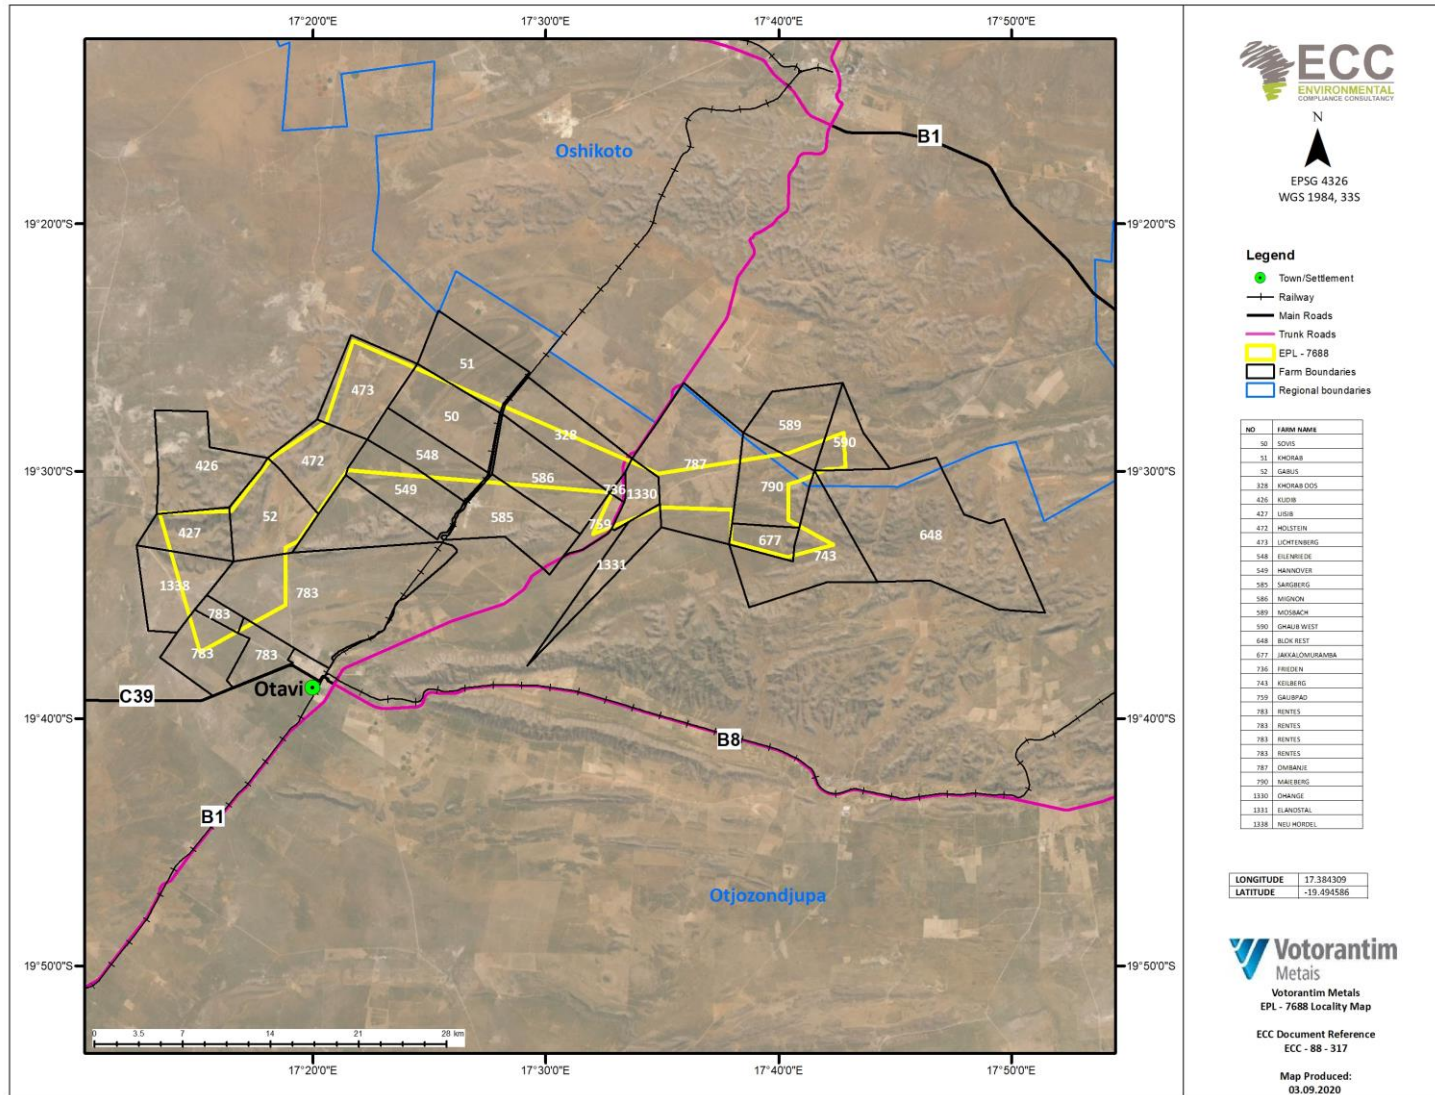 17°20'0"E
17°30'0"E
17°40'0"E
17°50'0"E
19°20'0"S
19°20'0"S
19°30'0"S
19°30'0"S
19°40'0"S
19°40'0"S
19°50'0"S
19°50'0"S
17°20'0"E
17°30'0"E
17°40'0"E
17°50'0"E
Oshikoto
B1
51
473
50
328
589
590
426
472
548
787
586
549
736
1330
790
52
427
585
759
677
743
648
1331
1338
783
783
783
783
C39
Otavi
B8
B1
Otjozondjupa
0 3.5 7 14 21 28 km
ECC
ENVIRONMENTAL
COMPLIANCE CONSULTANCY
N
EPSG 4326
WGS 1984, 33S
Legend
Town/Settlement
Railway
Main Roads
Trunk Roads
EPL - 7688
Farm Boundaries
Regional boundaries
NO FARM NAME
50 SOVIS
51 KHORAB
52 GABUS
328 KHORAB OOS
426 KUDIB
427 UISIB
472 HOLSTEIN
473 LICHTENBERG
548 EILENRIEDE
549 HANNOVER
585 SARGBERG
586 MIGNON
589 MOSBACH
590 GHAUB WEST
648 BLOK REST
677 JAKKALOMURAMBA
736 FRIEDEN
743 KEILBERG
759 GAUBPAD
783 RENTES
783 RENTES
783 RENTES
783 RENTES
787 OMBANJE
790 MAIEBERG
1330 OHANGE
1331 ELANDSTAL
1338 NEU HORDEL
LONGITUDE 17.384309
LATITUDE -19.494586
Votorantim
Metais
Votorantim Metals
EPL - 7688 Locality Map
ECC Document Reference
ECC - 88 - 317
Map Produced:
03.09.2020